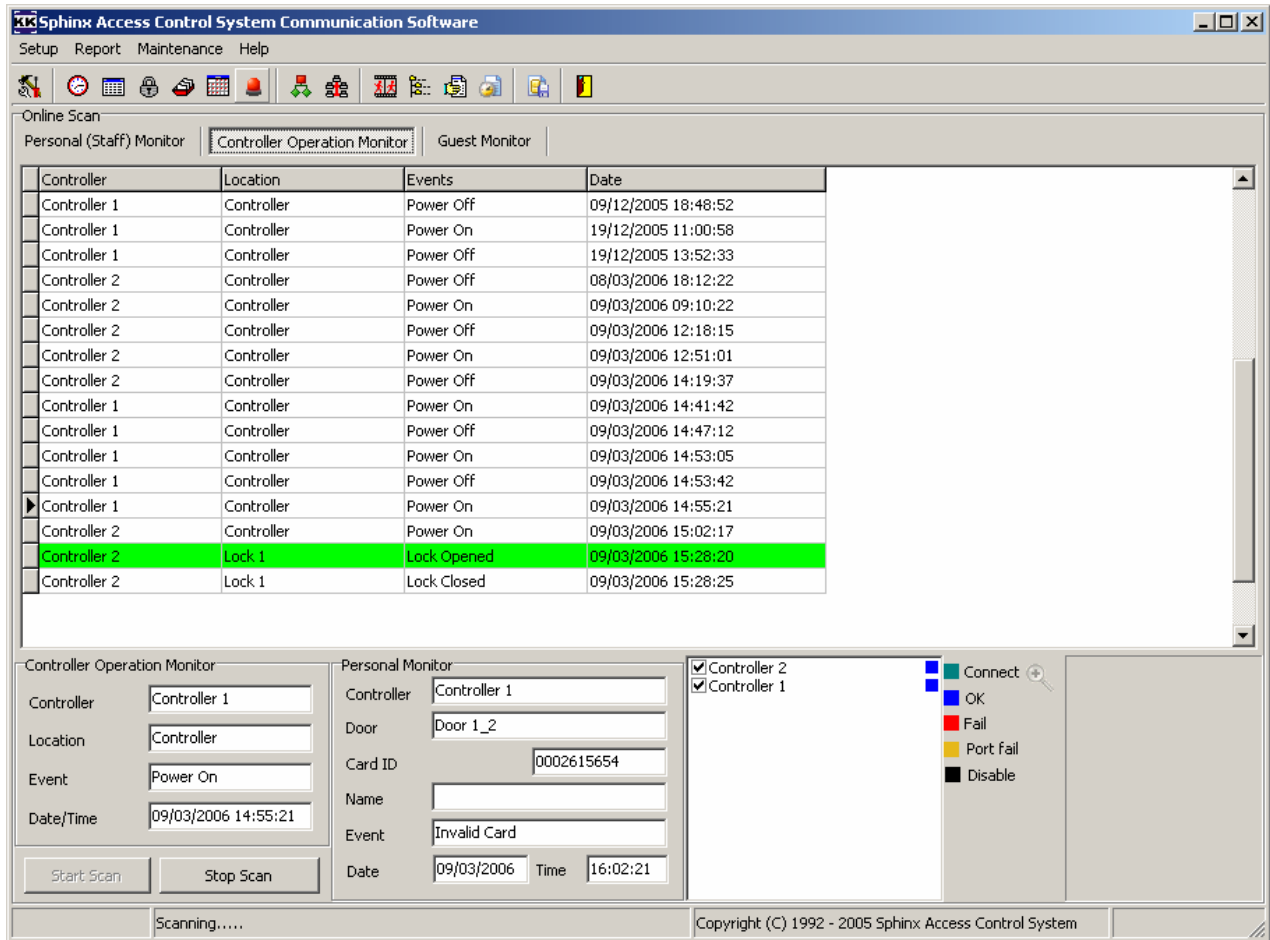 KK Sphinx Access Control System Communication Software
Setup Report Maintenance Help
Online Scan
Personal (Staff) Monitor Controller Operation Monitor Guest Monitor
Controller Location Events Date
Controller 1 Controller Power Off 09/12/2005 18:48:52
Controller 1 Controller Power On 19/12/2005 11:00:58
Controller 1 Controller Power Off 19/12/2005 13:52:33
Controller 2 Controller Power Off 08/03/2006 18:12:22
Controller 2 Controller Power On 09/03/2006 09:10:22
Controller 2 Controller Power Off 09/03/2006 12:18:15
Controller 2 Controller Power On 09/03/2006 12:51:01
Controller 2 Controller Power Off 09/03/2006 14:19:37
Controller 1 Controller Power On 09/03/2006 14:41:42
Controller 1 Controller Power Off 09/03/2006 14:47:12
Controller 1 Controller Power On 09/03/2006 14:53:05
Controller 1 Controller Power Off 09/03/2006 14:53:42
Controller 1 Controller Power On 09/03/2006 14:55:21
Controller 2 Controller Power On 09/03/2006 15:02:17
Controller 2 Lock 1 Lock Opened 09/03/2006 15:28:20
Controller 2 Lock 1 Lock Closed 09/03/2006 15:28:25
Controller Operation Monitor
Controller Controller 1
Location Controller
Event Power On
Date/Time 09/03/2006 14:55:21
Start Scan Stop Scan
Personal Monitor
Controller Controller 1
Door Door 1_2
Card ID 0002615654
Name
Event Invalid Card
Date 09/03/2006 Time 16:02:21
Controller 2
Controller 1
Connect
OK
Fail
Port fail
Disable
Scanning..... Copyright (C) 1992 - 2005 Sphinx Access Control System